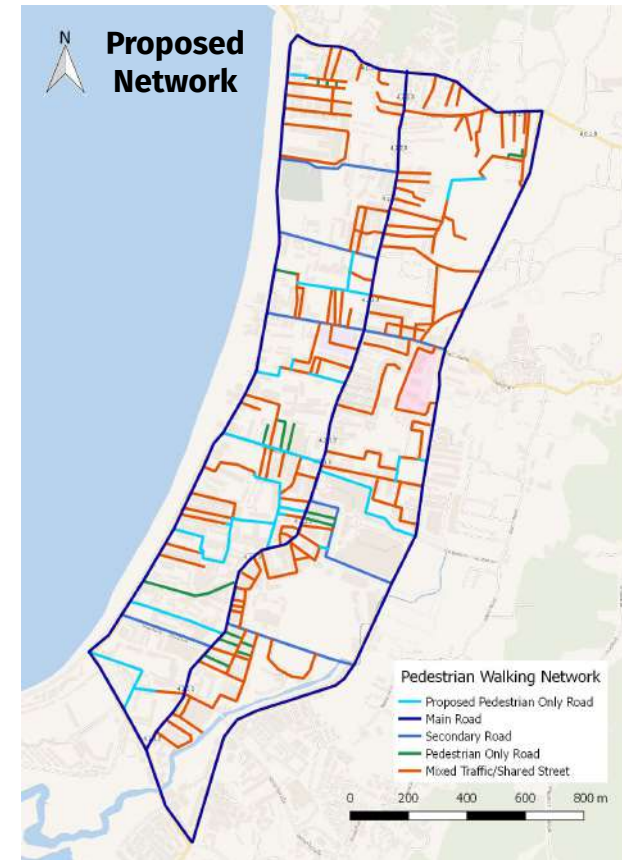 N
Proposed
Network
Pedestrian Walking Network
Proposed Pedestrian Only Road
Main Road
Secondary Road
Pedestrian Only Road
Mixed Traffic/Shared Street
0 200 400 600 800 m